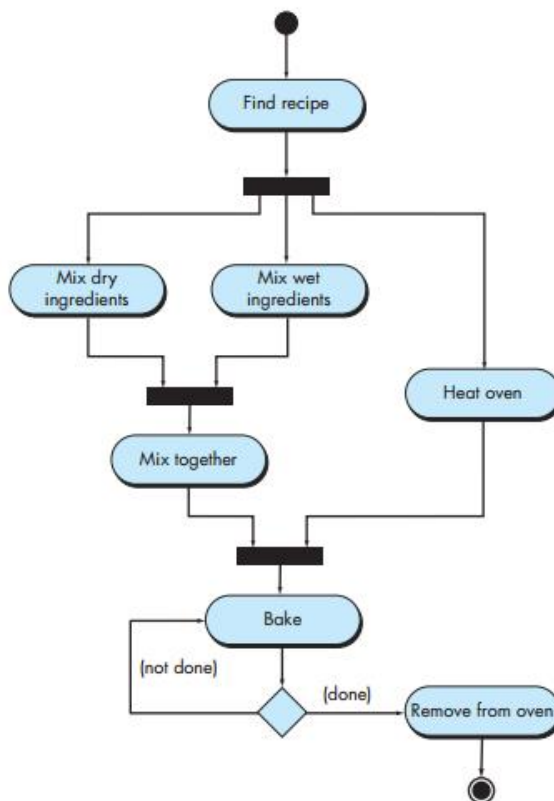 Find recipe
Mix dry
ingredients
Mix wet
ingredients
Heat oven
Mix together
Bake
(not done)
(done)
Remove from oven